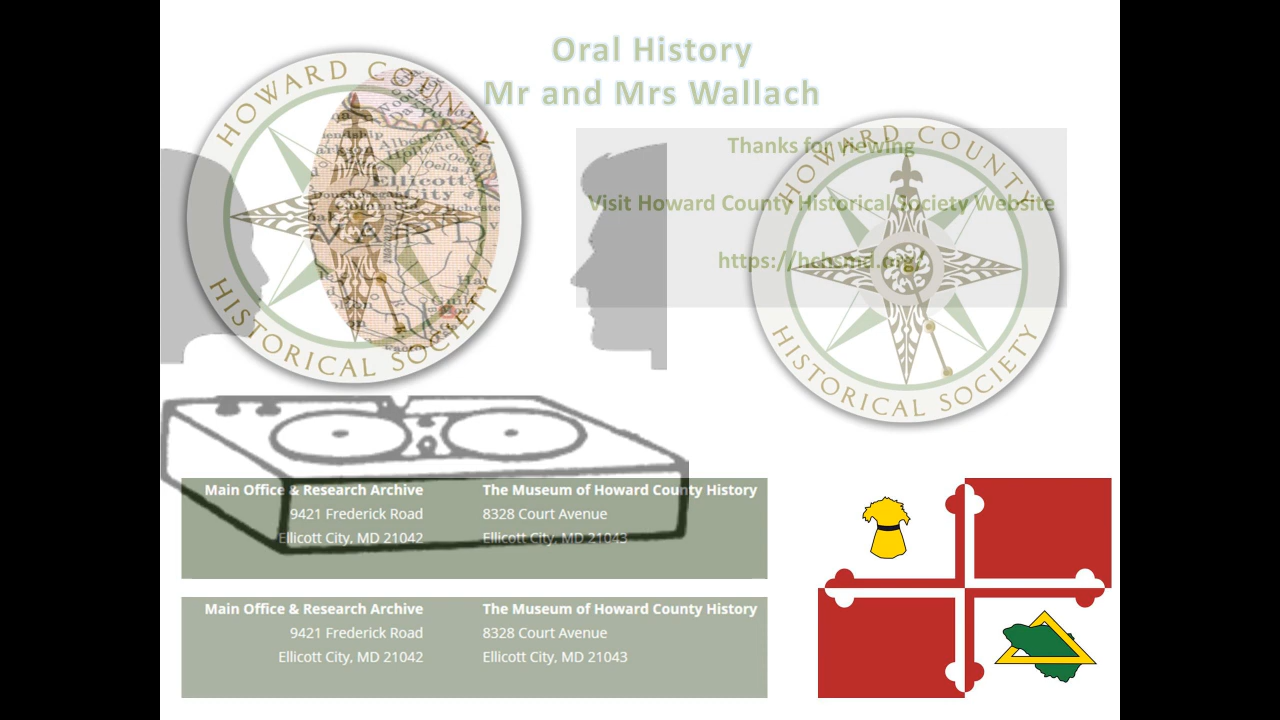 Oral History
Mr and Mrs Wallach
HOWARD COUNTY
HISTORICAL SOCIETY
Ellicott
City
Thanks for viewing
Visit Howard County Historical Society Website
HOWARD COUNTY
HISTORICAL SOCIETY
Main Office & Research Archive
9421 Frederick Road
Ellicott City, MD 21042
The Museum of Howard County History
8328 Court Avenue
Ellicott City, MD 21043
Main Office & Research Archive
9421 Frederick Road
Ellicott City, MD 21042
The Museum of Howard County History
8328 Court Avenue
Ellicott City, MD 21043